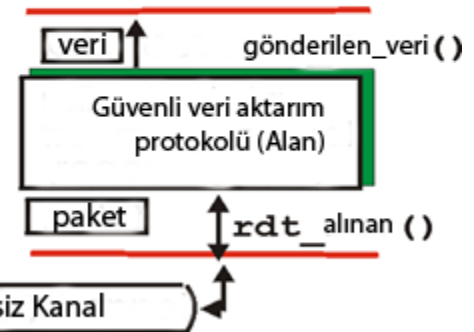 veri
gönderilen_veri()
Güvenli veri aktarım
protokolü (Alan)
paket
rdt_alınan ()
siz Kanal